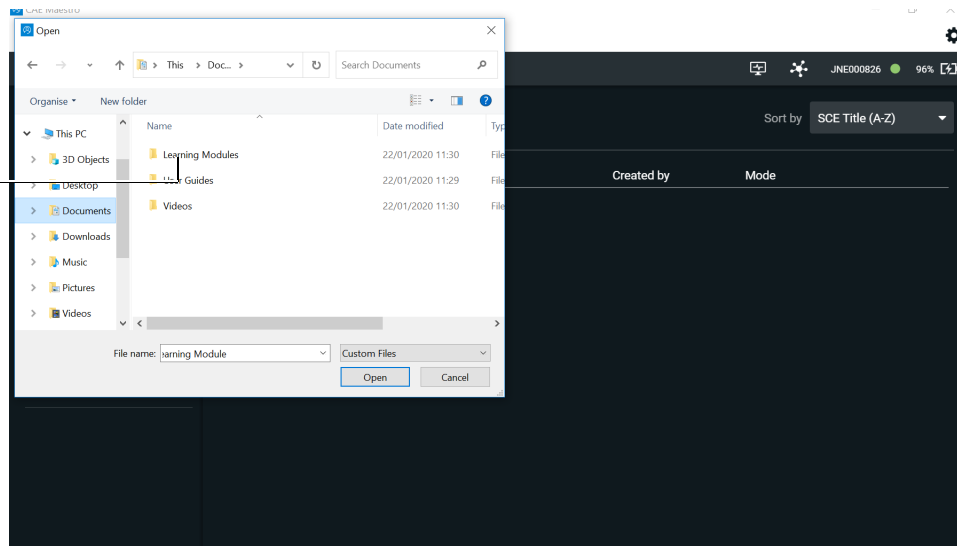 CAE Maestro
Open
This > Doc... >
Search Documents
JNE000826
96%
Organise
New folder
Sort by
SCE Title (A-Z)
Name
Date modified
Typ
This PC
3D Objects
Learning Modules
22/01/2020 11:30
File
Created by
Mode
Desktop
User Guides
22/01/2020 11:29
File
Documents
Videos
22/01/2020 11:30
File
Downloads
Music
Pictures
Videos
File name:
earning Module
Custom Files
Open
Cancel